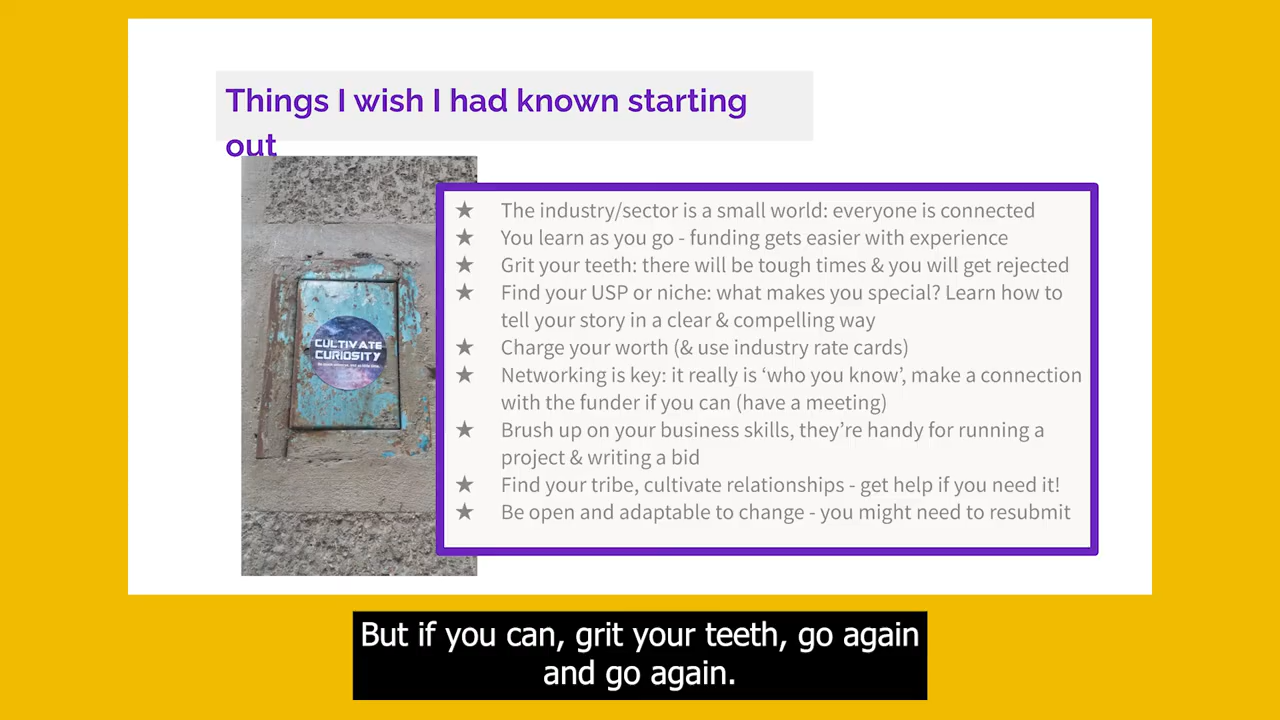 Things I wish I had known starting
out
CULTIVATE
CURIOSITY
★ The industry/sector is a small world: everyone is connected
★ You learn as you go - funding gets easier with experience
★ Grit your teeth: there will be tough times & you will get rejected
★ Find your USP or niche: what makes you special? Learn how to
tell your story in a clear & compelling way
★ Charge your worth (& use industry rate cards)
★ Networking is key: it really is ‘who you know’, make a connection
with the funder if you can (have a meeting)
★ Brush up on your business skills, they’re handy for running a
project & writing a bid
★ Find your tribe, cultivate relationships - get help if you need it!
★ Be open and adaptable to change - you might need to resubmit
But if you can, grit your teeth, go again
and go again.